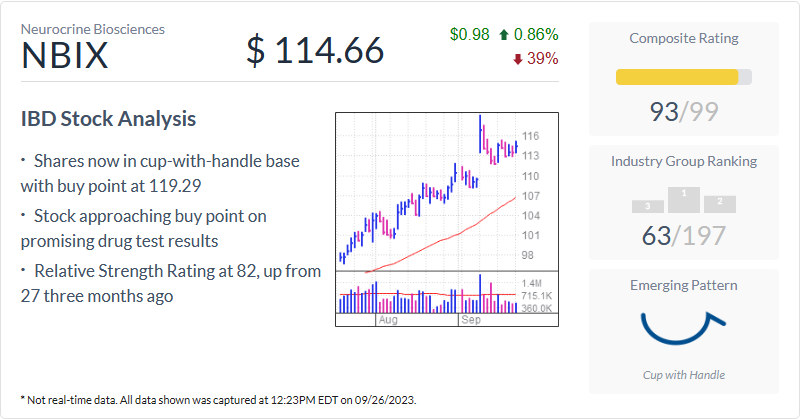 Neurocrine Biosciences
NBIX
$ 114.66
$0.98 0.86%
39%
IBD Stock Analysis
• Shares now in cup-with-handle base
with buy point at 119.29
• Stock approaching buy point on
promising drug test results
• Relative Strength Rating at 82, up from
27 three months ago
116
113
110
107
104
101
98
1.4M
715.1K
360.0K
Aug Sep
Composite Rating
93/99
Industry Group Ranking
3 1 2
63/197
Emerging Pattern
Cup with Handle
* Not real-time data. All data shown was captured at 12:23PM EDT on 09/26/2023.